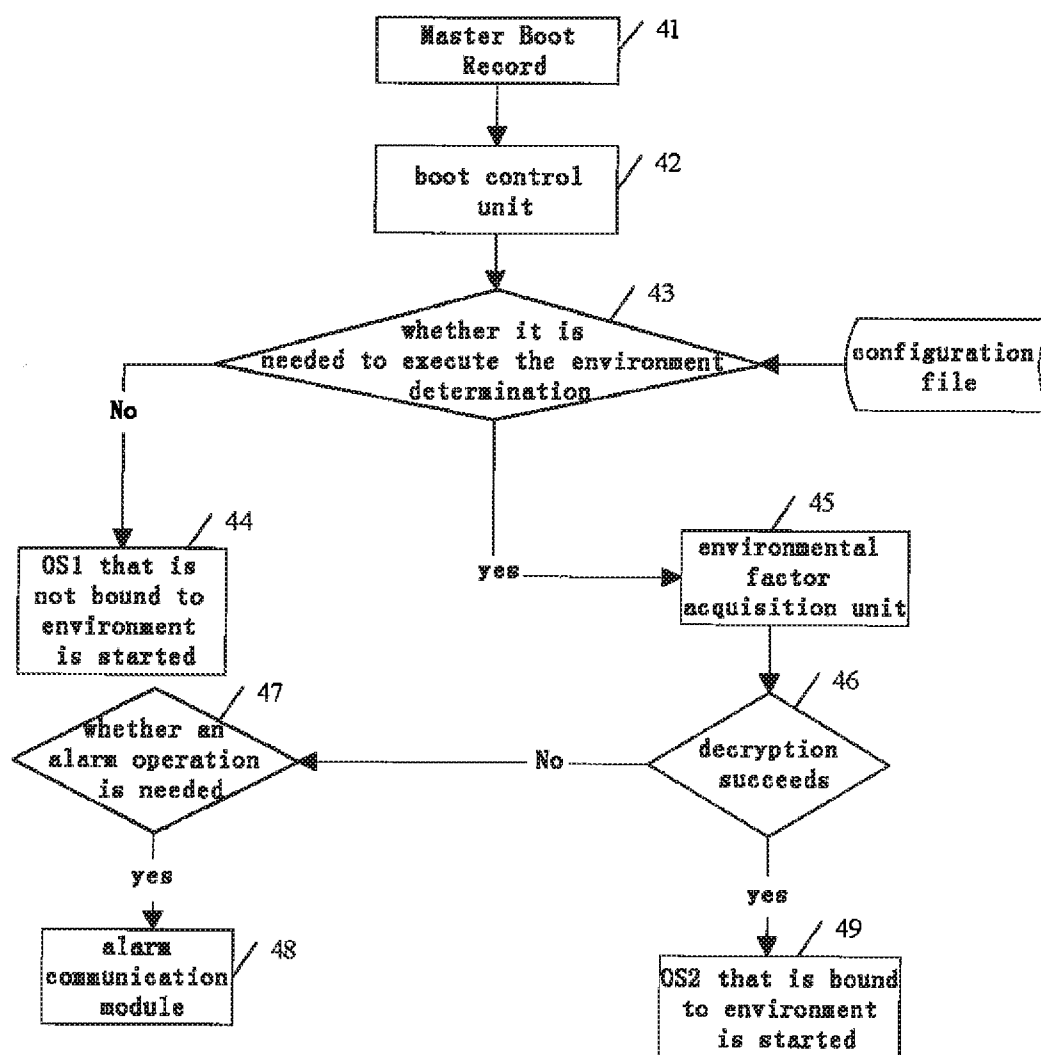 Master Boot
Record
41
boot control
unit
42
43
whether it is
needed to execute the environment
determination
configuration
file
No
44
OS1 that is
not bound to
environment
is started
yes
45
environmental
factor
acquisition unit
46
decryption
succeeds
No
47
whether an
alarm operation
is needed
yes
yes
alarm
communication
module
48
49
OS2 that is bound
to environment
is started